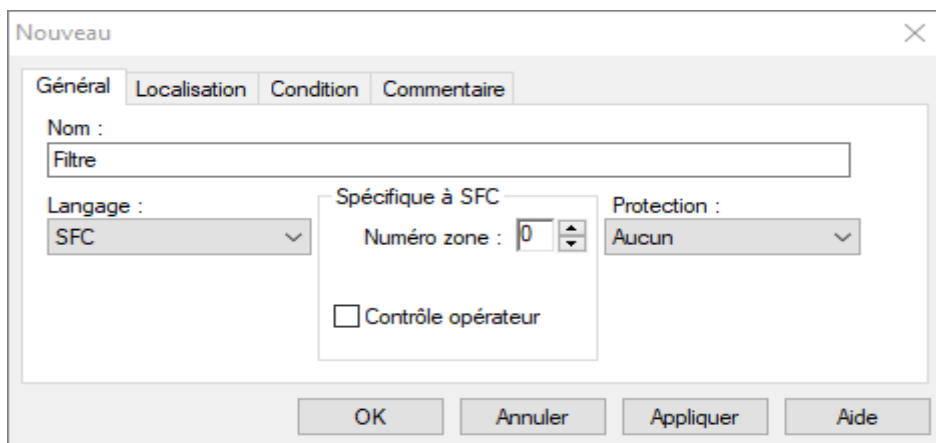 Nouveau
Général Localisation Condition Commentaire
Nom :
Filtre
Langage :
SFC
Spécifique à SFC
Numéro zone : 0
Contrôle opérateur
Protection :
Aucun
OK Annuler Appliquer Aide